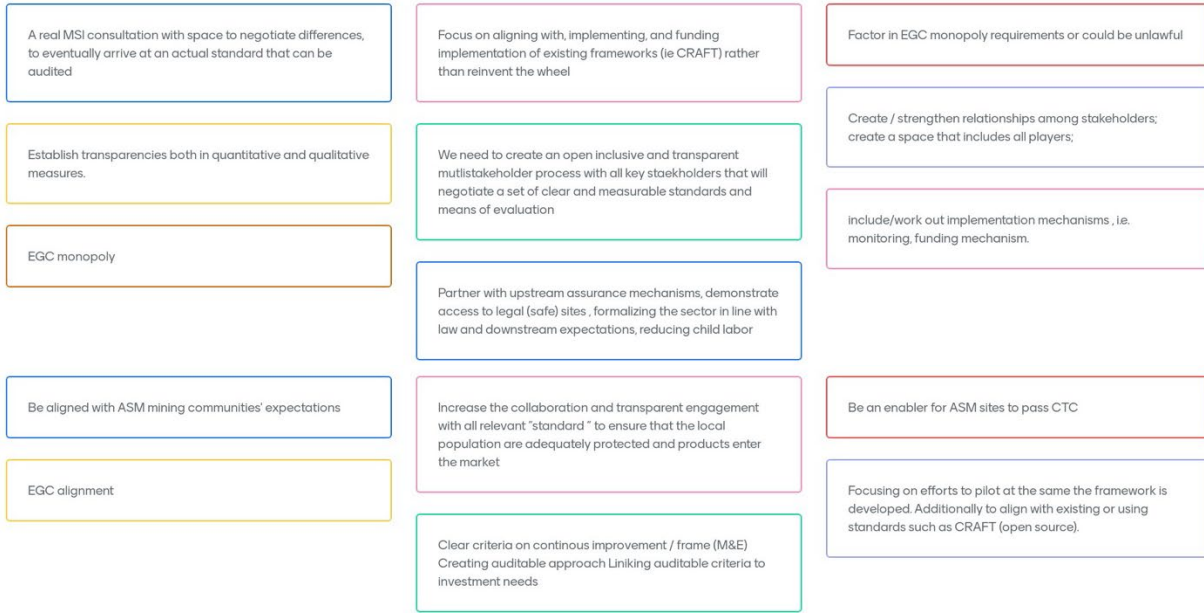 A real MSI consultation with space to negotiate differences,
to eventually arrive at an actual standard that can be
audited
Establish transparencies both in quantitative and qualitative
measures.
EGC monopoly
Focus on aligning with, implementing, and funding
implementation of existing frameworks (ie CRAFT) rather
than reinvent the wheel
We need to create an open inclusive and transparent
mutlistakeholder process with all key staekholders that will
negotiate a set of clear and measurable standards and
means of evaluation
Partner with upstream assurance mechanisms, demonstrate
access to legal (safe) sites , formalizing the sector in line with
law and downstream expectations, reducing child labor
Factor in EGC monopoly requirements or could be unlawful
Create / strengthen relationships among stakeholders;
create a space that includes all players;
include/work out implementation mechanisms , i.e.
monitoring, funding mechanism.
Be aligned with ASM mining communities' expectations
EGC alignment
Increase the collaboration and transparent engagement
with all relevant "standard " to ensure that the local
population are adequately protected and products enter
the market
Clear criteria on continous improvement / frame (M&E)
Creating auditable approach Liniking auditable criteria to
investment needs
Be an enabler for ASM sites to pass CTC
Focusing on efforts to pilot at the same the framework is
developed. Additionally to align with existing or using
standards such as CRAFT (open source).